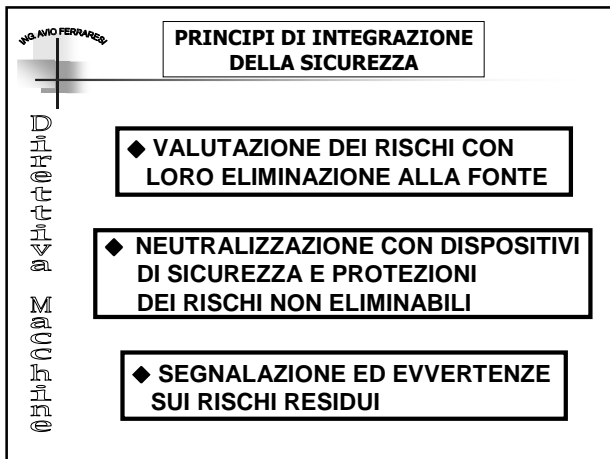 ING. AVIO FERRARESI
PRINCIPI DI INTEGRAZIONE
DELLA SICUREZZA
Direttiva Macchine
◆ VALUTAZIONE DEI RISCHI CON
LORO ELIMINAZIONE ALLA FONTE
◆ NEUTRALIZZAZIONE CON DISPOSITIVI
DI SICUREZZA E PROTEZIONI
DEI RISCHI NON ELIMINABILI
◆ SEGNALAZIONE ED EVVERTENZE
SUI RISCHI RESIDUI